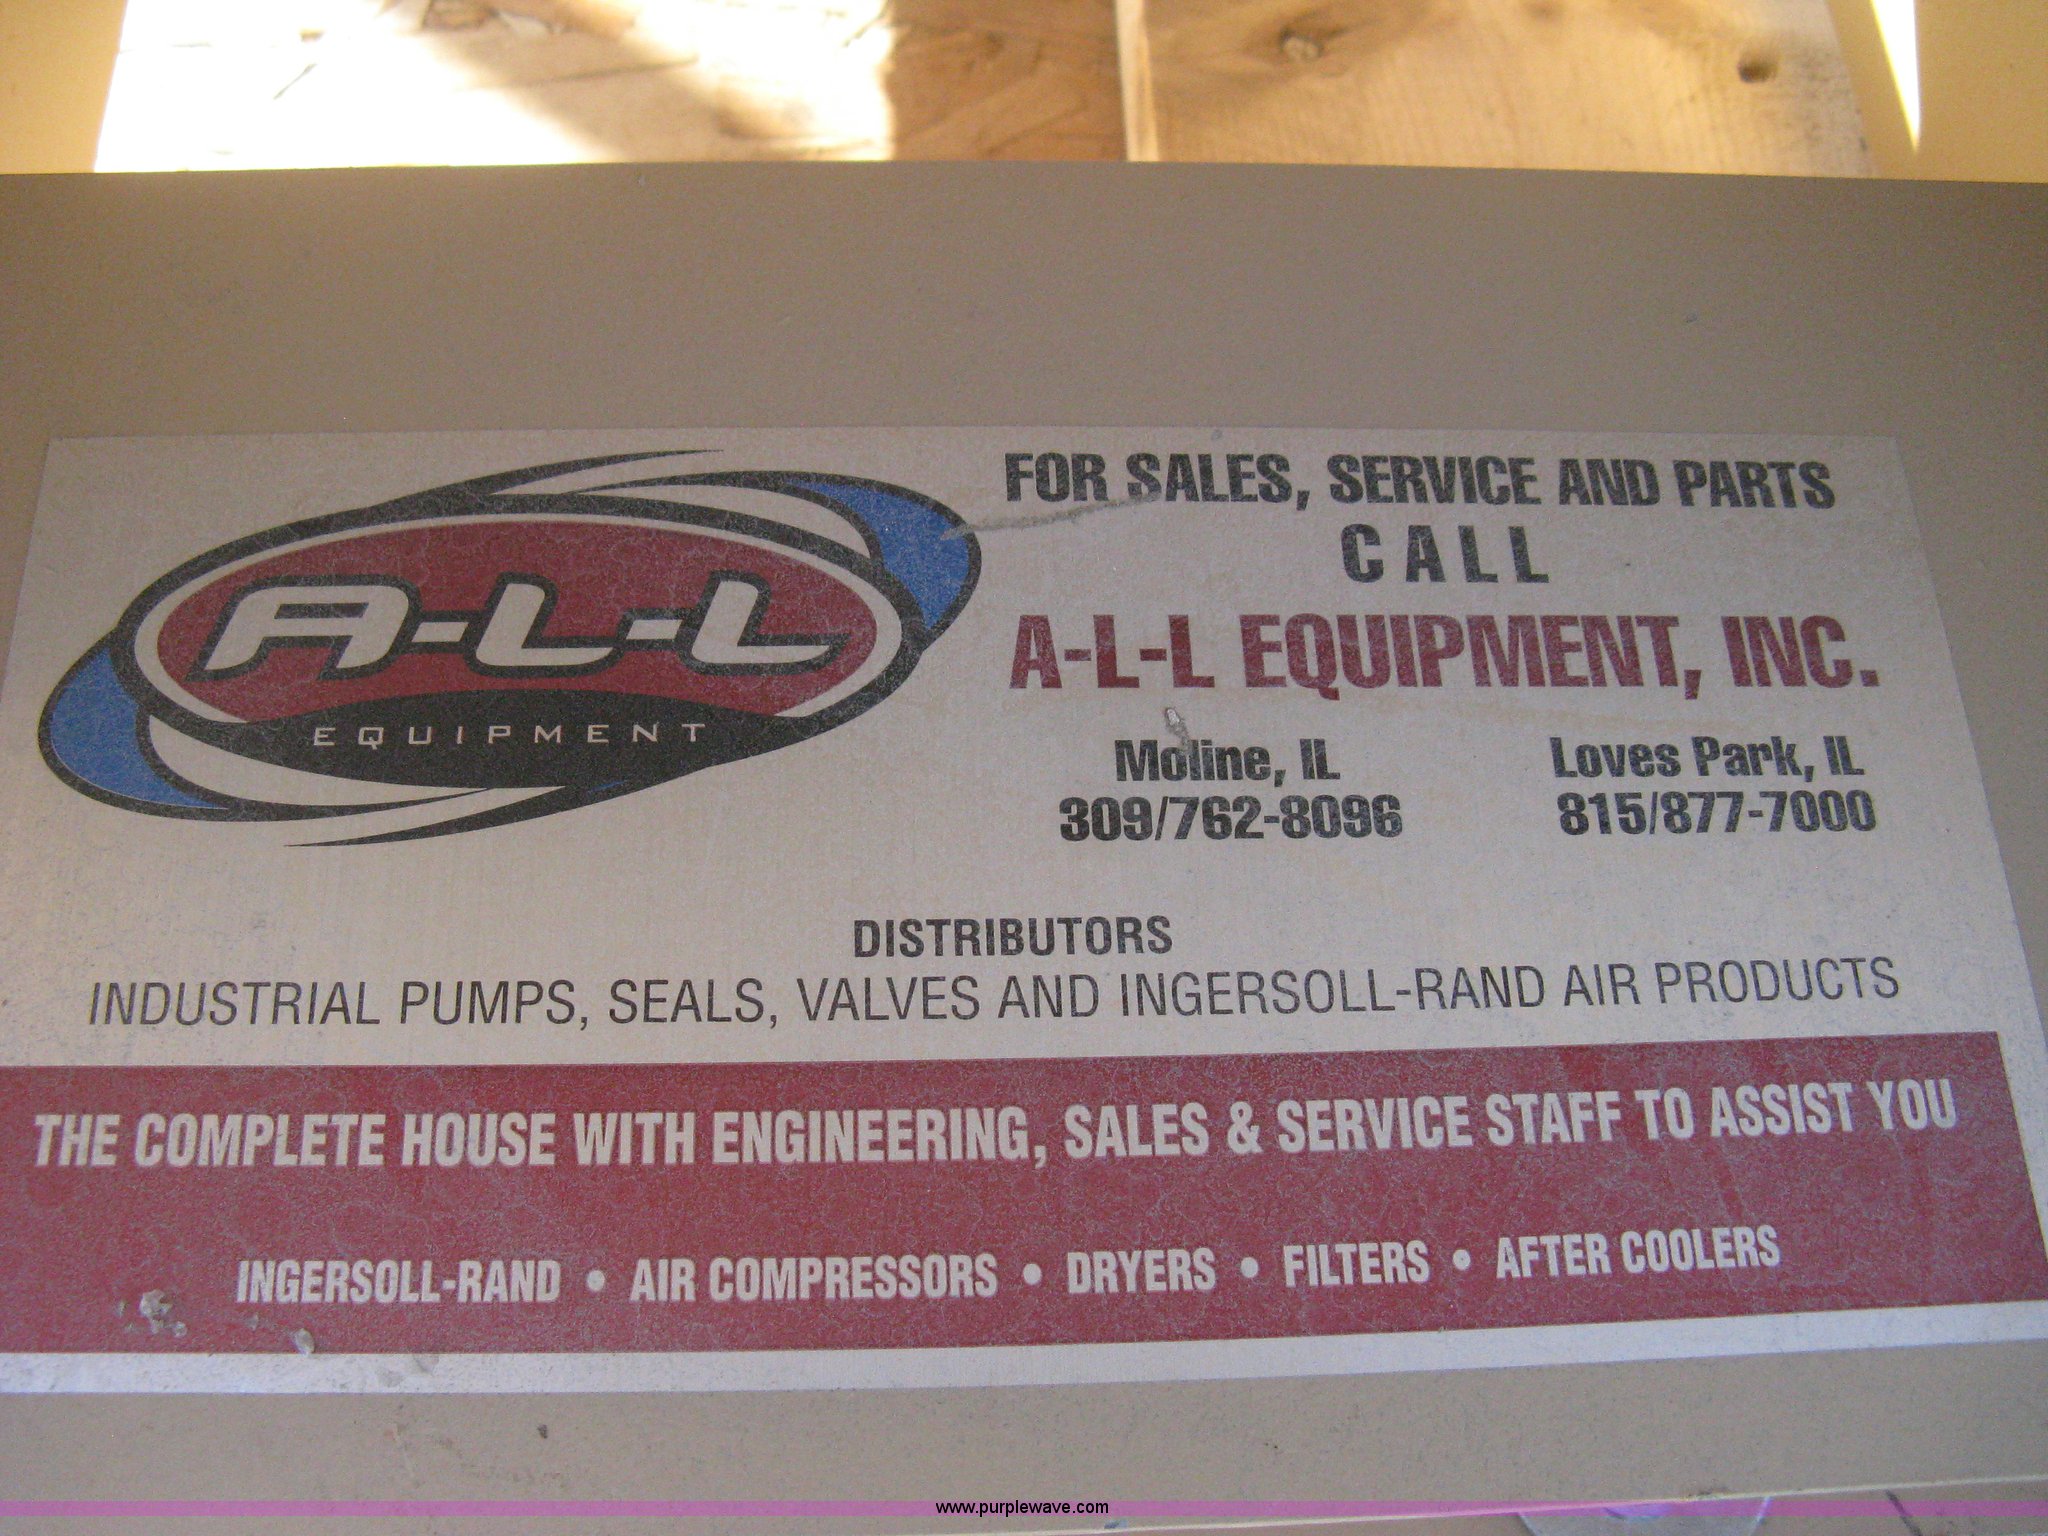 A-L-L
EQUIPMENT
FOR SALES, SERVICE AND PARTS
CALL
A-L-L EQUIPMENT, INC.
Moline, IL
309/762-8096
Loves Park, IL
815/877-7000
DISTRIBUTORS
INDUSTRIAL PUMPS, SEALS, VALVES AND INGERSOLL-RAND AIR PRODUCTS
THE COMPLETE HOUSE WITH ENGINEERING, SALES & SERVICE STAFF TO ASSIST YOU
INGERSOLL-RAND • AIR COMPRESSORS • DRYERS • FILTERS • AFTER COOLERS
www.purplewave.com